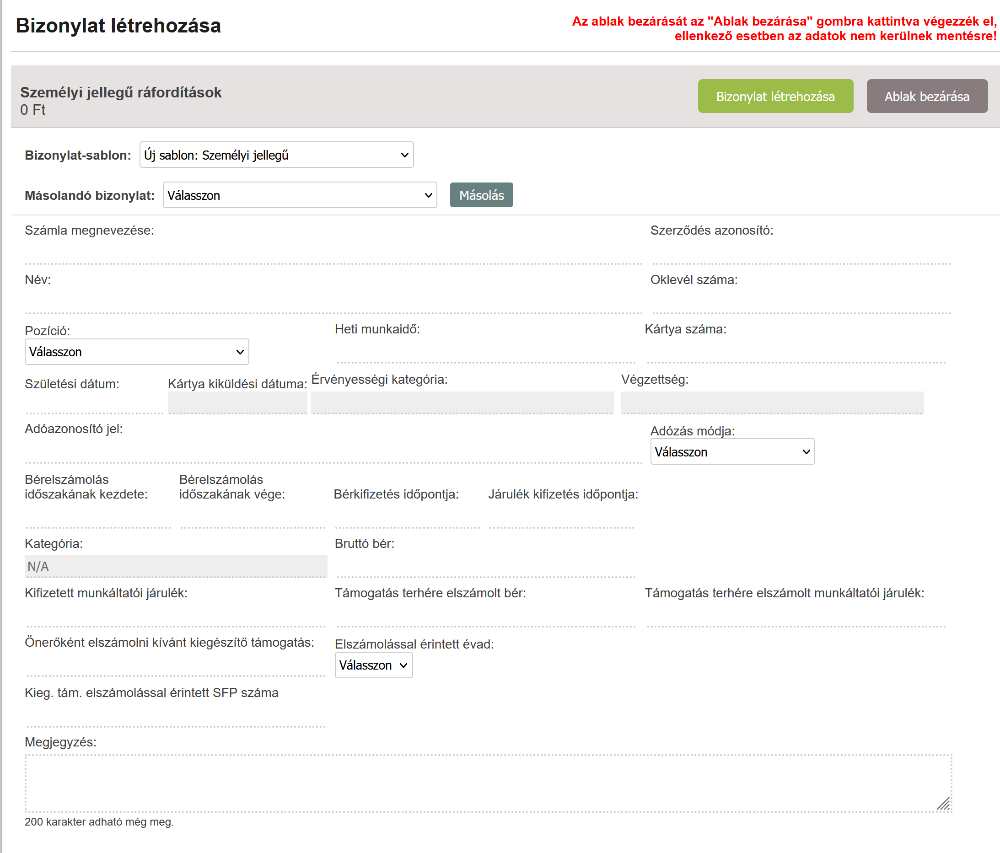 Bizonylat létrehozása
Az ablak bezárását az "Ablak bezárása" gombra kattintva végezzék el,
ellenkező esetben az adatok nem kerülnek mentésre!
Személyi jellegű ráfordítások
0 Ft
Bizonylat létrehozása
Ablak bezárása
Bizonylat-sablon: Új sablon: Személyi jellegű
Másolandó bizonylat: Válasszon Másolás
Számla megnevezése: Szerződés azonosító:
Név: Oklevél száma:
Pozíció: Heti munkaidő: Kártya száma:
Válasszon
Születési dátum: Kártya kiküldési dátuma: Érvényességi kategória: Végzettség:
Adóazonosító jel: Adózás módja:
Válasszon
Bérelszámolás időszakának kezdete: Bérelszámolás időszakának vége: Bérkifizetés időpontja: Járulék kifizetés időpontja:
Kategória: Bruttó bér:
N/A
Kifizetett munkáltatói járulék: Támogatás terhére elszámolt bér: Támogatás terhére elszámolt munkáltatói járulék:
Önerőként elszámolni kívánt kiegészítő támogatás: Elszámolással érintett évad:
Válasszon
Kieg. tám. elszámolással érintett SFP száma
Megjegyzés:
200 karakter adható még meg.